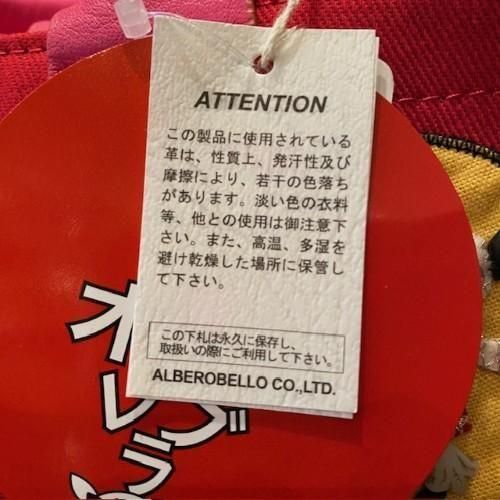 ATTENTION
この製品に使用されている
革は、性質上、発汗性及び
摩擦により、若干の色落ち
があります。淡い色の衣料
等、他との使用は御注意下
さい。また、高温、多湿を
避け乾燥した場所に保管し
て下さい。
この下札は永久に保存し、
取扱いの際にご利用して下さい。
ALBEROBELLO CO.,LTD.
オレ
ブラ